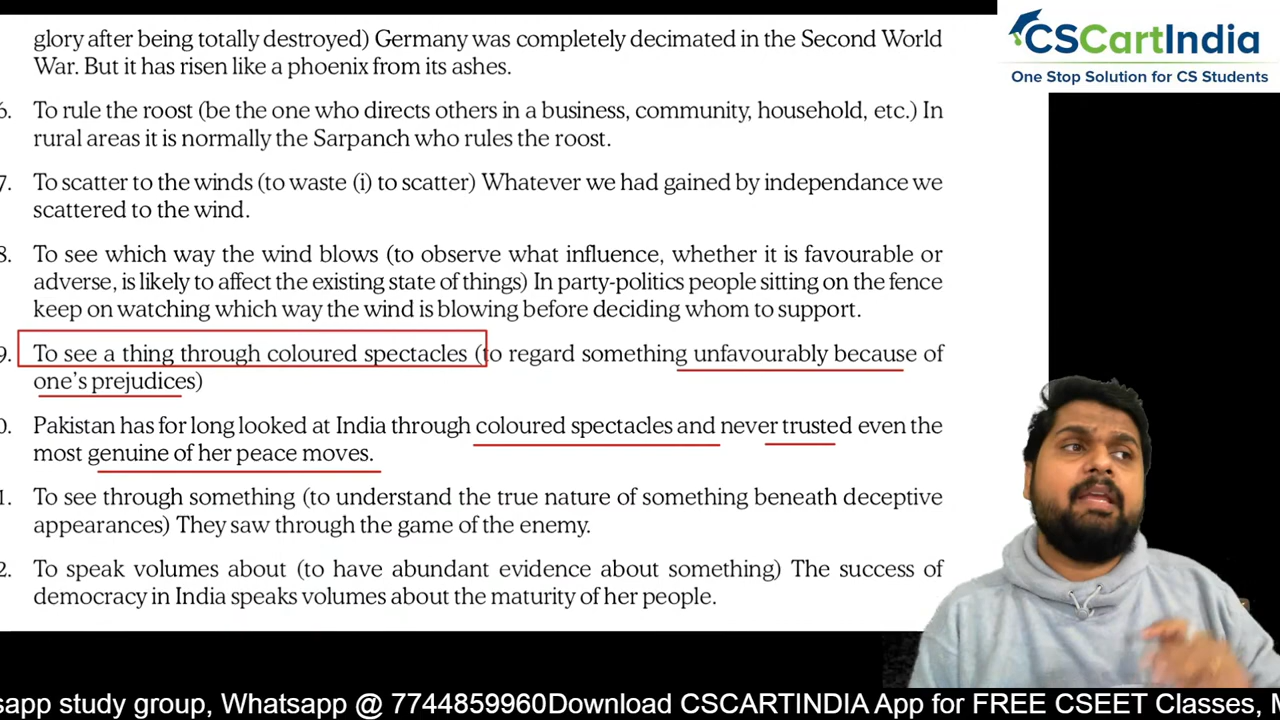 CSCartIndia
One Stop Solution for CS Students
glory after being totally destroyed) Germany was completely decimated in the Second World
War. But it has risen like a phoenix from its ashes.
6. To rule the roost (be the one who directs others in a business, community, household, etc.) In
rural areas it is normally the Sarpanch who rules the roost.
7. To scatter to the winds (to waste (i) to scatter) Whatever we had gained by independance we
scattered to the wind.
8. To see which way the wind blows (to observe what influence, whether it is favourable or
adverse, is likely to affect the existing state of things) In party-politics people sitting on the fence
keep on watching which way the wind is blowing before deciding whom to support.
9. To see a thing through coloured spectacles (to regard something unfavourably because of
one's prejudices)
0. Pakistan has for long looked at India through coloured spectacles and never trusted even the
most genuine of her peace moves.
1. To see through something (to understand the true nature of something beneath deceptive
appearances) They saw through the game of the enemy.
2. To speak volumes about (to have abundant evidence about something) The success of
democracy in India speaks volumes about the maturity of her people.
sapp study group, Whatsapp @ 7744859960Download CSCARTINDIA App for FREE CSEET Classes, M